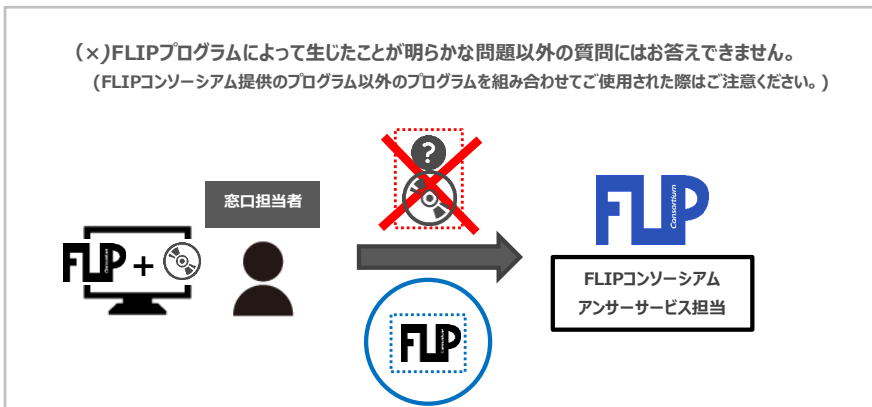 (×)FLIPプログラムによって生じたことが明らかな問題以外の質問にはお答えできません。
(FLIPコンソーシアム提供のプログラム以外のプログラムを組み合わせてご使用された際はご注意ください。)
?
窓口担当者
FLIP
Consortium
FLIP
Consortium
+
FLIPコンソーシアム
アンサーサービス担当
FLIP
Consortium